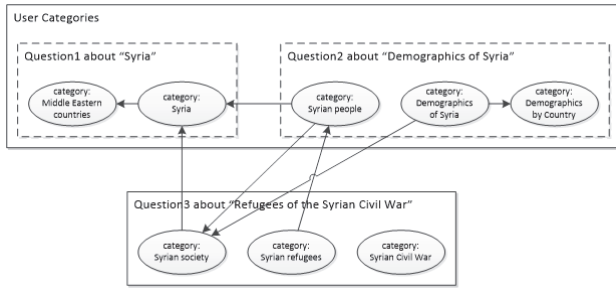 User Categories
Question1 about "Syria"
Question2 about "Demographics of Syria"
category:
Middle Eastern
countries
category:
Syria
category:
Syrian people
category:
Demographics
of Syria
category:
Demographics
by Country
Question3 about "Refugees of the Syrian Civil War"
category:
Syrian society
category:
Syrian refugees
category:
Syrian Civil War